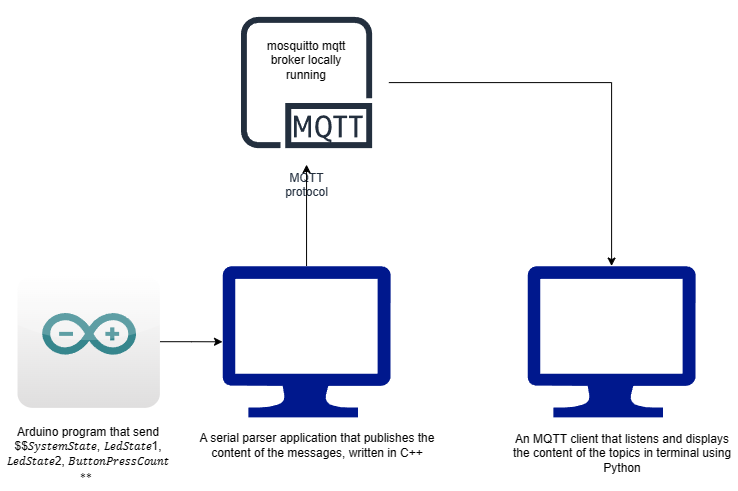 mosquitto mqtt
broker locally
running
MQTT
MQTT
protocol
Arduino program that send
$$SystemState, LedState1,
LedState2, ButtonPressCount
**
A serial parser application that publishes the
content of the messages, written in C++
An MQTT client that listens and displays
the content of the topics in terminal using
Python